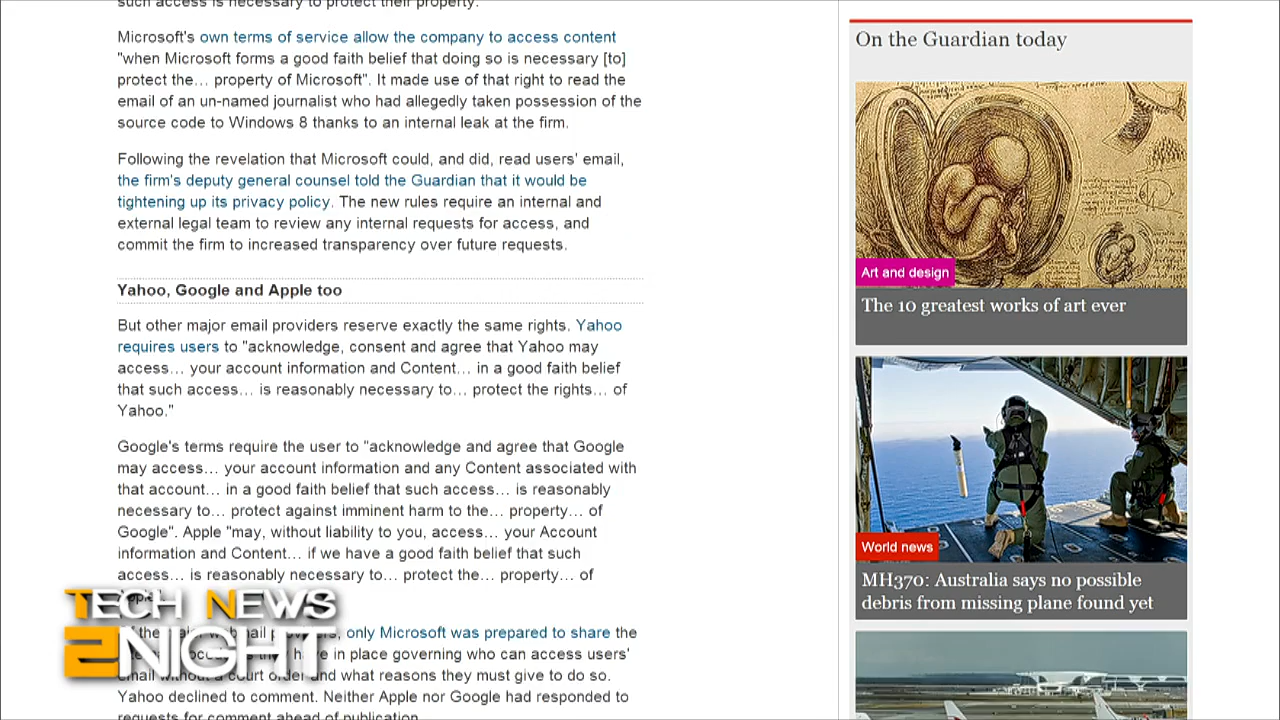 such access is necessary to protect their property.
Microsoft's own terms of service allow the company to access content
"when Microsoft forms a good faith belief that doing so is necessary [to]
protect the... property of Microsoft". It made use of that right to read the
email of an un-named journalist who had allegedly taken possession of the
source code to Windows 8 thanks to an internal leak at the firm.
Following the revelation that Microsoft could, and did, read users' email,
the firm's deputy general counsel told the Guardian that it would be
tightening up its privacy policy. The new rules require an internal and
external legal team to review any internal requests for access, and
commit the firm to increased transparency over future requests.
Yahoo, Google and Apple too
But other major email providers reserve exactly the same rights. Yahoo
requires users to "acknowledge, consent and agree that Yahoo may
access... your account information and Content... in a good faith belief
that such access... is reasonably necessary to... protect the rights... of
Yahoo."
Google's terms require the user to "acknowledge and agree that Google
may access... your account information and any Content associated with
that account... in a good faith belief that such access... is reasonably
necessary to... protect against imminent harm to the... property... of
Google". Apple "may, without liability to you, access... your Account
information and Content... if we have a good faith belief that such
access... is reasonably necessary to... protect the... property... of
only Microsoft was prepared to share the
in place governing who can access users'
email without a court order and what reasons they must give to do so.
Yahoo declined to comment. Neither Apple nor Google had responded to
requests for comment ahead of publication.
TECH NEWS
2NIGHT
On the Guardian today
Art and design
The 10 greatest works of art ever
World news
MH370: Australia says no possible
debris from missing plane found yet